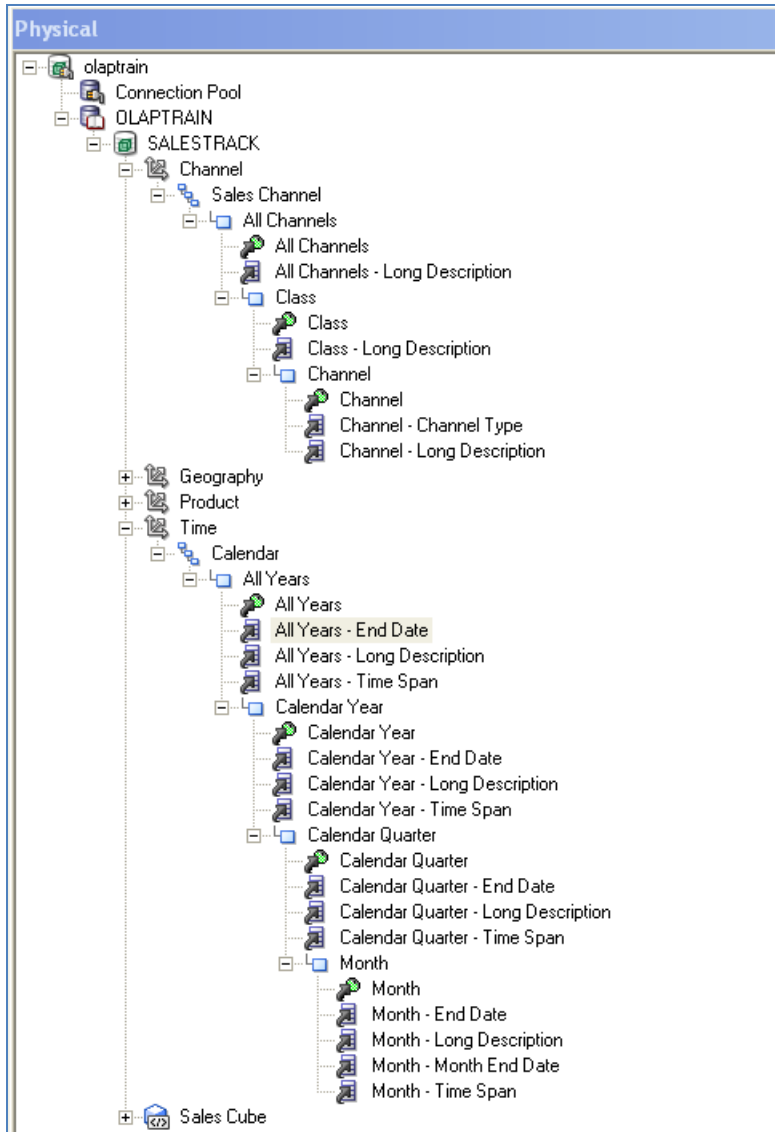 Physical
olaptrain
Connection Pool
OLAPTRAIN
SALESTRACK
Channel
Sales Channel
All Channels
All Channels
All Channels - Long Description
Class
Class
Class - Long Description
Channel
Channel
Channel - Channel Type
Channel - Long Description
Geography
Product
Time
Calendar
All Years
All Years
All Years - End Date
All Years - Long Description
All Years - Time Span
Calendar Year
Calendar Year
Calendar Year - End Date
Calendar Year - Long Description
Calendar Year - Time Span
Calendar Quarter
Calendar Quarter
Calendar Quarter - End Date
Calendar Quarter - Long Description
Calendar Quarter - Time Span
Month
Month
Month - End Date
Month - Long Description
Month - Month End Date
Month - Time Span
Sales Cube